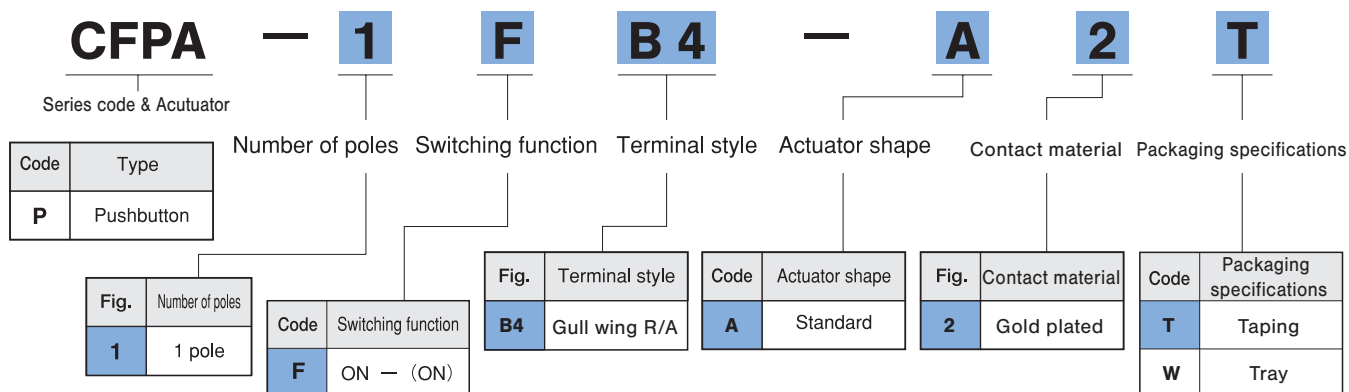 CFPA — 1 F B 4 — A 2 T
Series code & Acutuator
Number of poles Switching function Terminal style Actuator shape Contact material Packaging specifications
Code Type
P Pushbutton
Fig. Number of poles
1 1 pole
Code Switching function
F ON — (ON)
Fig. Terminal style
B4 Gull wing R/A
Code Actuator shape
A Standard
Fig. Contact material
2 Gold plated
Code Packaging
specifications
T Taping
W Tray